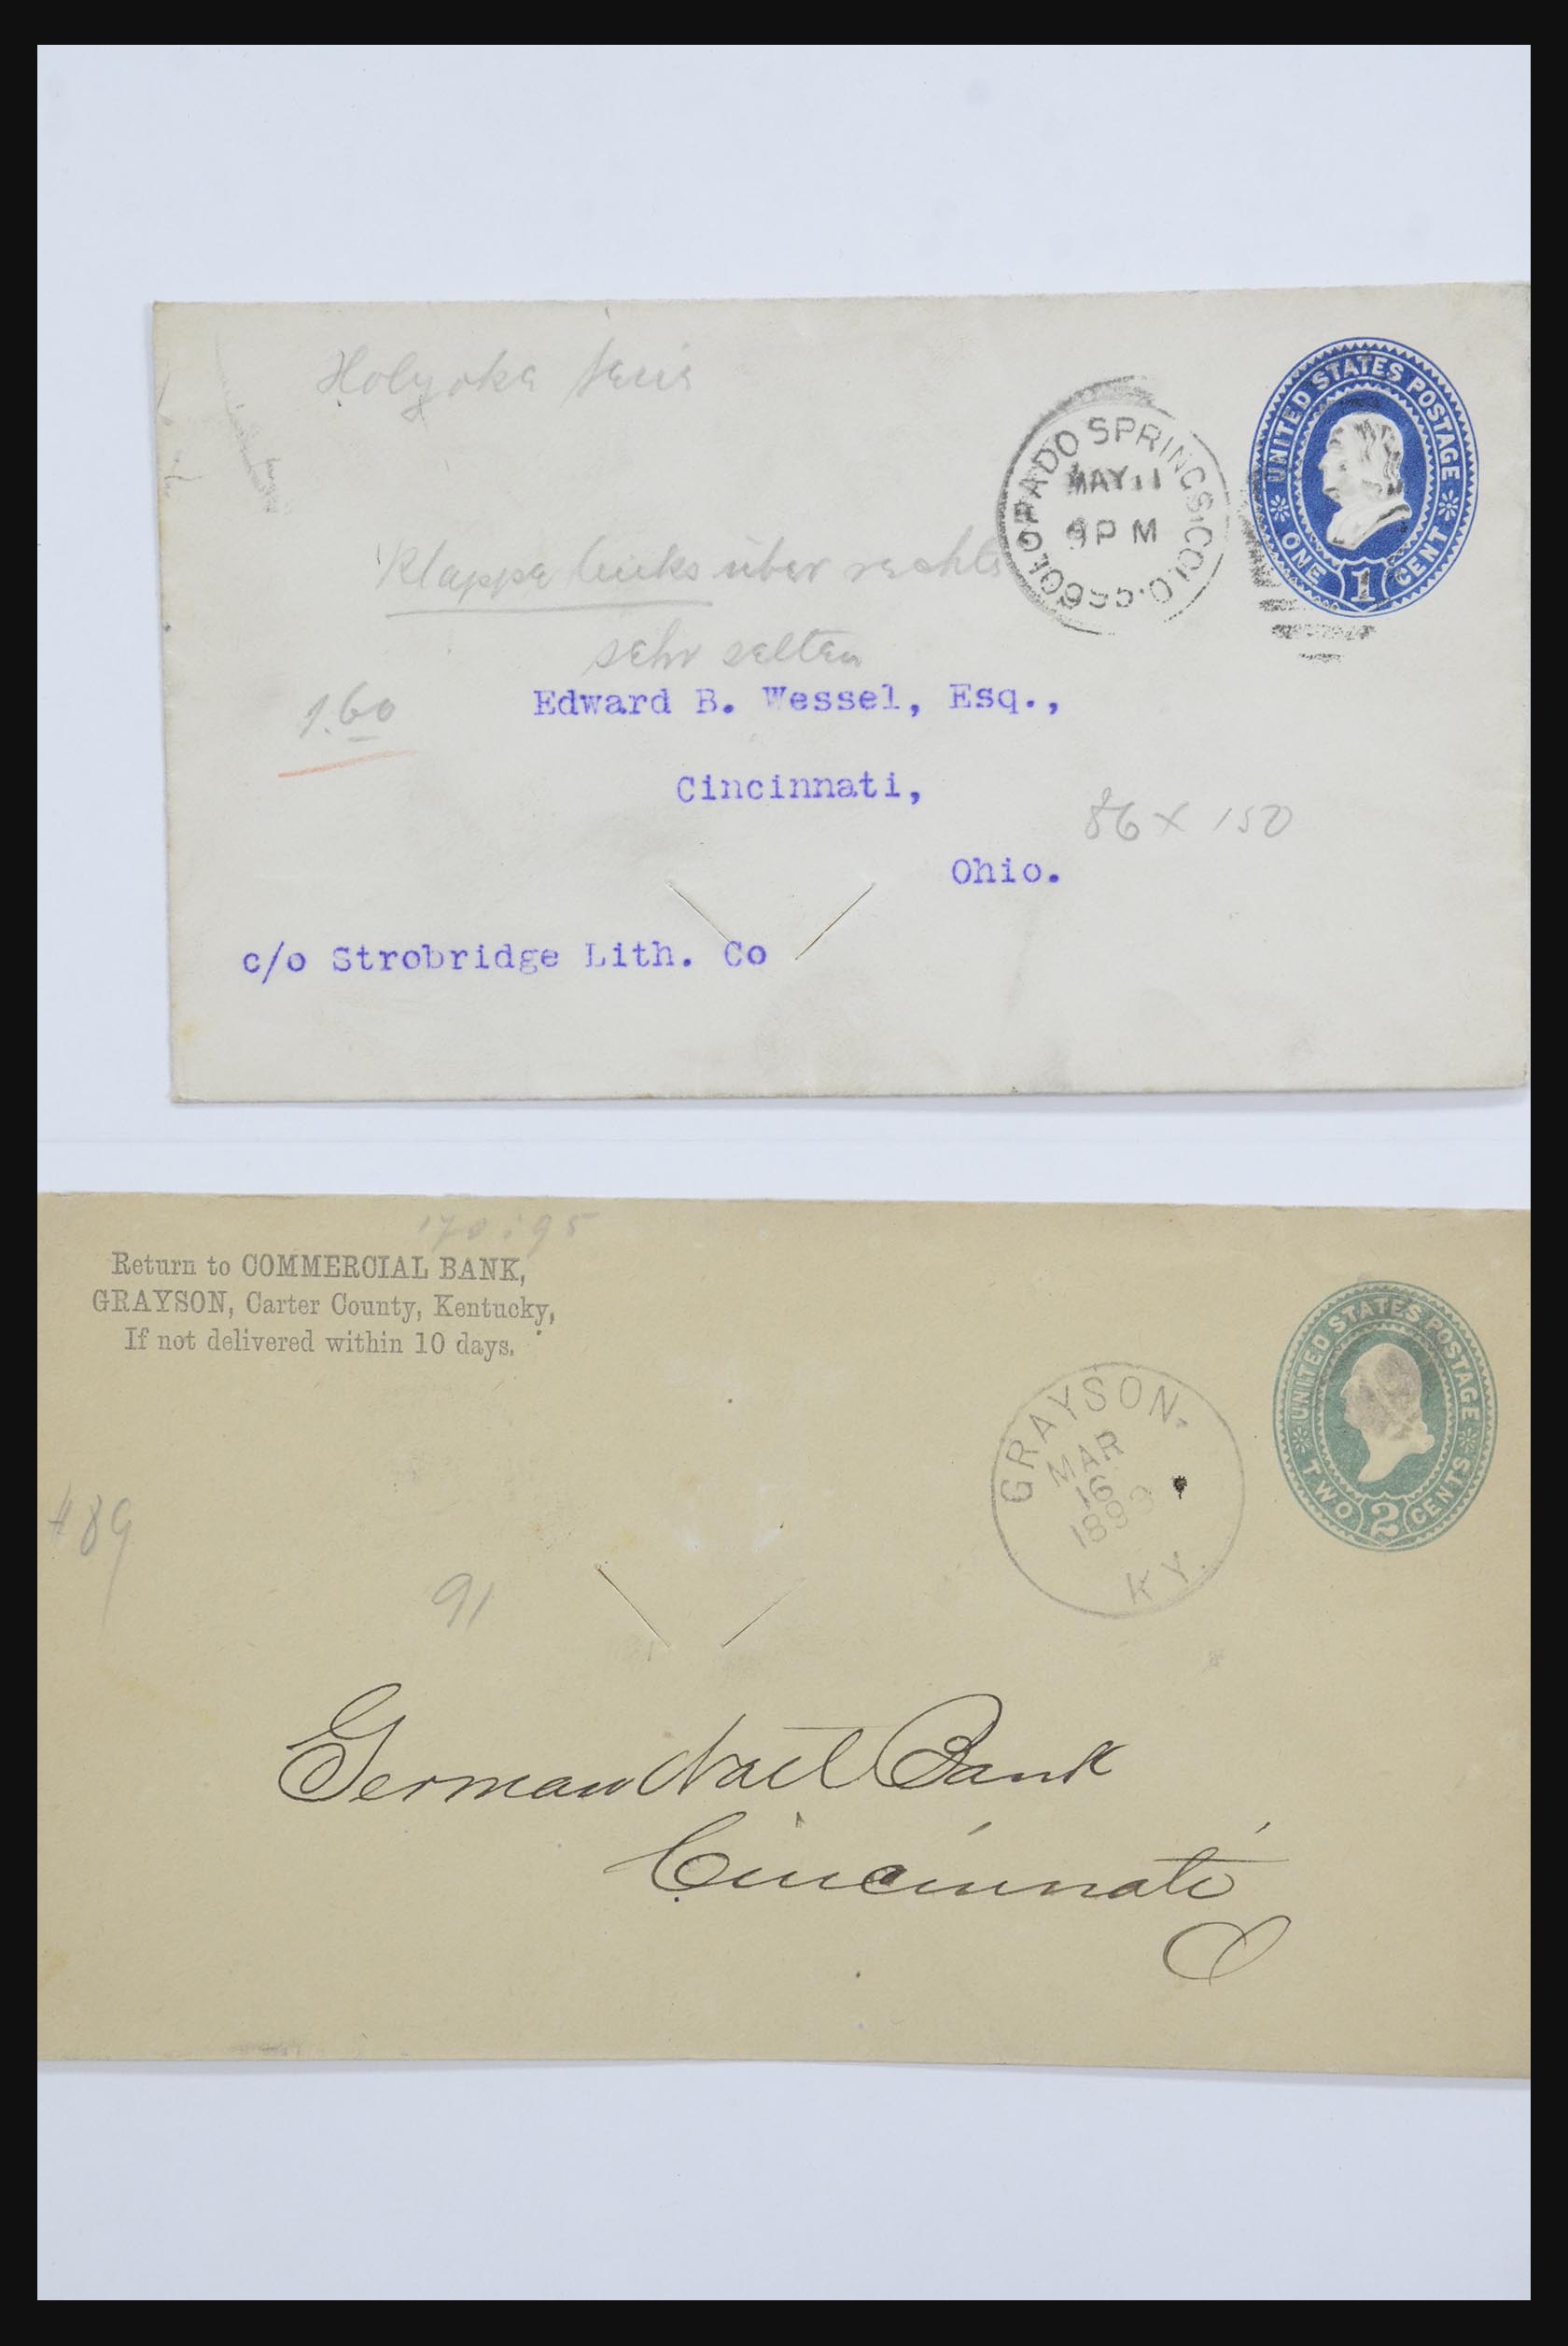 Holyoke
UNITED STATES POSTAGE
ONE 1 CENT
COLORADO SPRINGS, COLO.
MAY 11
9 PM
Klappe links über rechts
sehr selten
1.60
Edward B. Wessel, Esq.,
Cincinnati,
86 x 150
Ohio.
c/o Strobridge Lith. Co
170 : 95
Return to COMMERCIAL BANK,
GRAYSON, Carter County, Kentucky,
If not delivered within 10 days.
UNITED STATES POSTAGE
TWO 2 CENTS
GRAYSON.
MAR
16
1893
KY.
489
91
German Natl Bank
Cincinnati
O